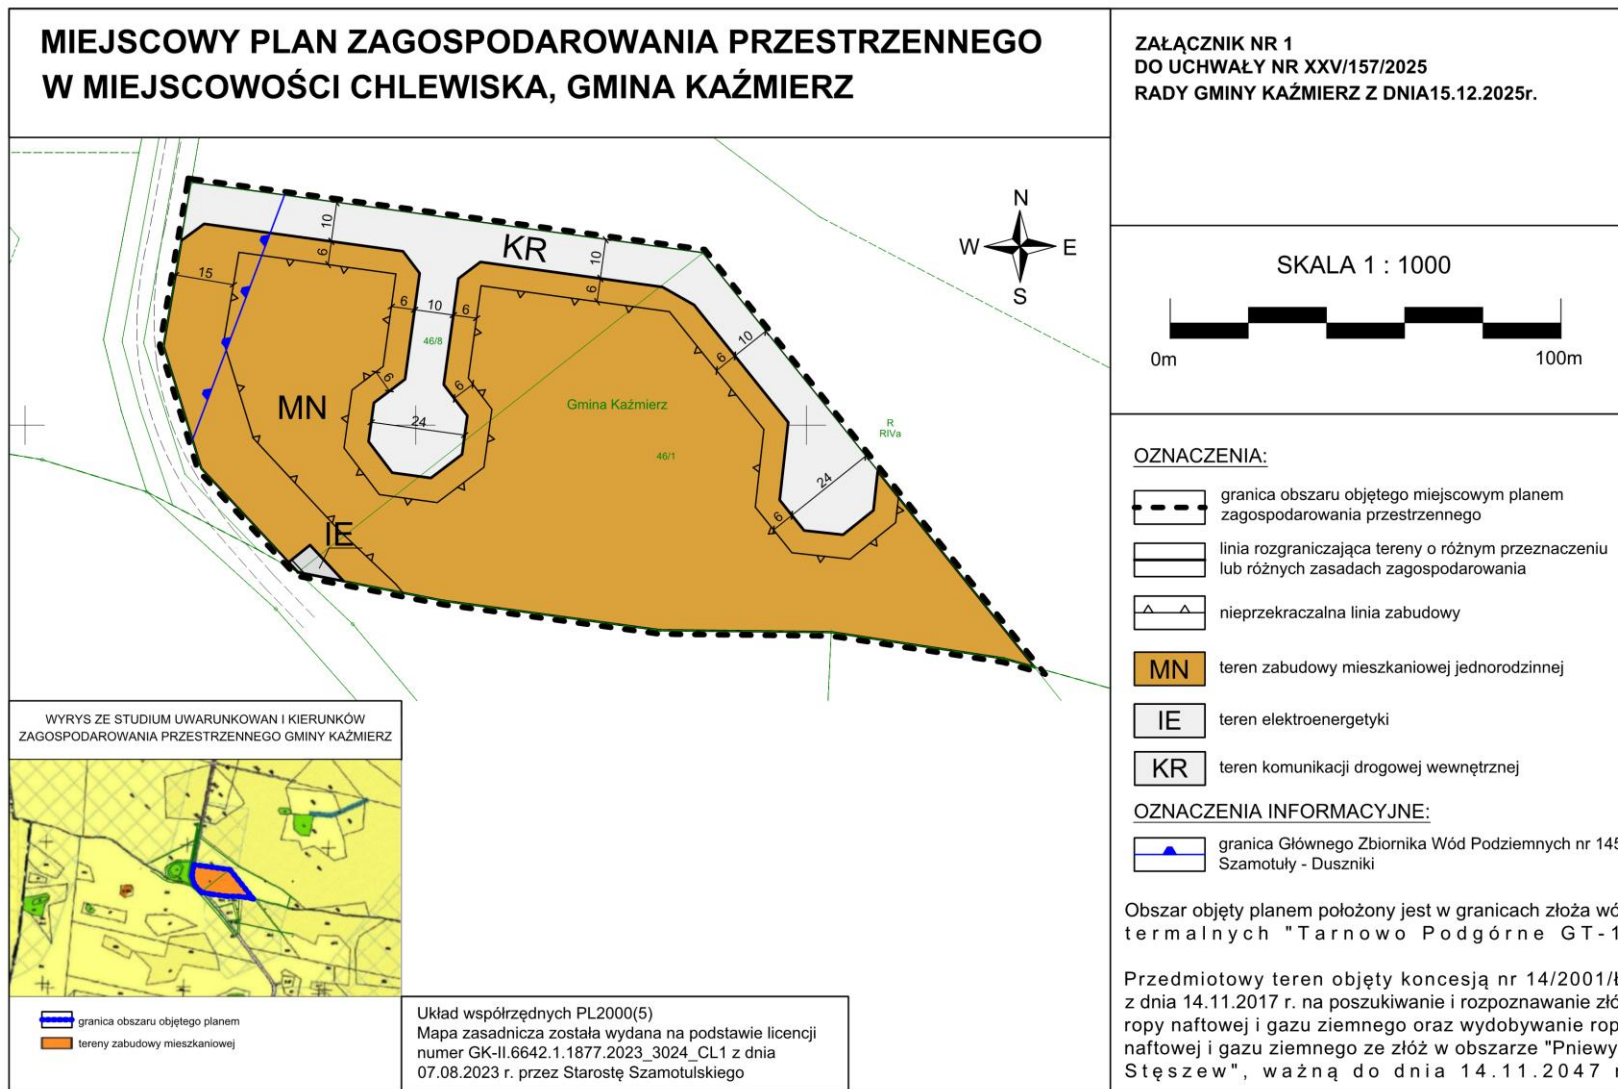 MIEJSCOWY PLAN ZAGOSPODAROWANIA PRZESTRZENNEGO
W MIEJSCOWOŚCI CHLEWISKA, GMINA KAŹMIERZ
ZAŁĄCZNIK NR 1
DO UCHWAŁY NR XXV/157/2025
RADY GMINY KAŹMIERZ Z DNIA15.12.2025r.
N
W E
S
SKALA 1 : 1000
0m 100m
10
6
KR
10
6
15
6 10 6
46/8
10
6
6
6
MN
24
Gmina Kaźmierz
46/1
R
RIVa
24
6
IE
OZNACZENIA:
granica obszaru objętego miejscowym planem
zagospodarowania przestrzennego
linia rozgraniczająca tereny o różnym przeznaczeniu
lub różnych zasadach zagospodarowania
nieprzekraczalna linia zabudowy
MN teren zabudowy mieszkaniowej jednorodzinnej
IE teren elektroenergetyki
KR teren komunikacji drogowej wewnętrznej
OZNACZENIA INFORMACYJNE:
granica Głównego Zbiornika Wód Podziemnych nr 145
Szamotuły - Duszniki
Obszar objęty planem położony jest w granicach złoża wó
termalnych "Tarnowo Podgórne GT-1
Przedmiotowy teren objęty koncesją nr 14/2001/
z dnia 14.11.2017 r. na poszukiwanie i rozpoznawanie złó
ropy naftowej i gazu ziemnego oraz wydobywanie rop
naftowej i gazu ziemnego ze złóż w obszarze "Pniewy
Stęszew", ważną do dnia 14.11.2047 r
WYRYS ZE STUDIUM UWARUNKOWAN I KIERUNKÓW
ZAGOSPODAROWANIA PRZESTRZENNEGO GMINY KAŹMIERZ
granica obszaru objętego planem
tereny zabudowy mieszkaniowej
Układ współrzędnych PL2000(5)
Mapa zasadnicza została wydana na podstawie licencji
numer GK-II.6642.1.1877.2023_3024_CL1 z dnia
07.08.2023 r. przez Starostę Szamotulskiego